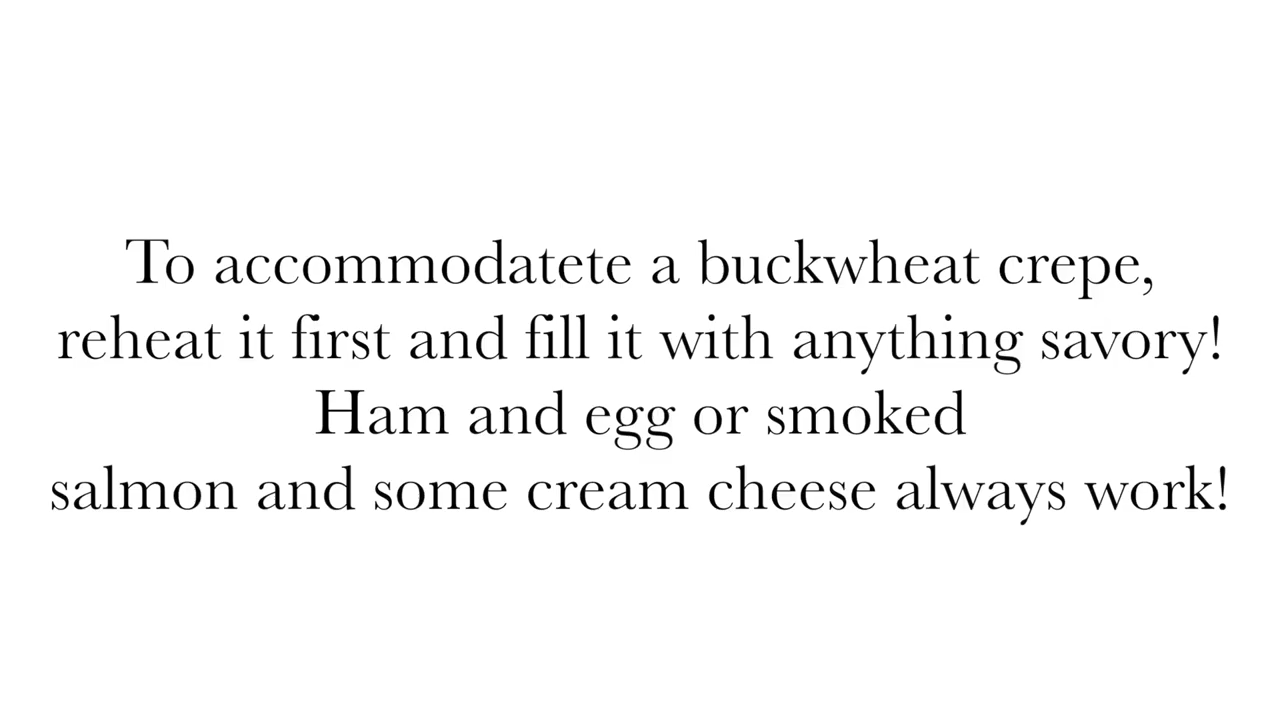 To accommodatete a buckwheat crepe,
reheat it first and fill it with anything savory!
Ham and egg or smoked
salmon and some cream cheese always work!